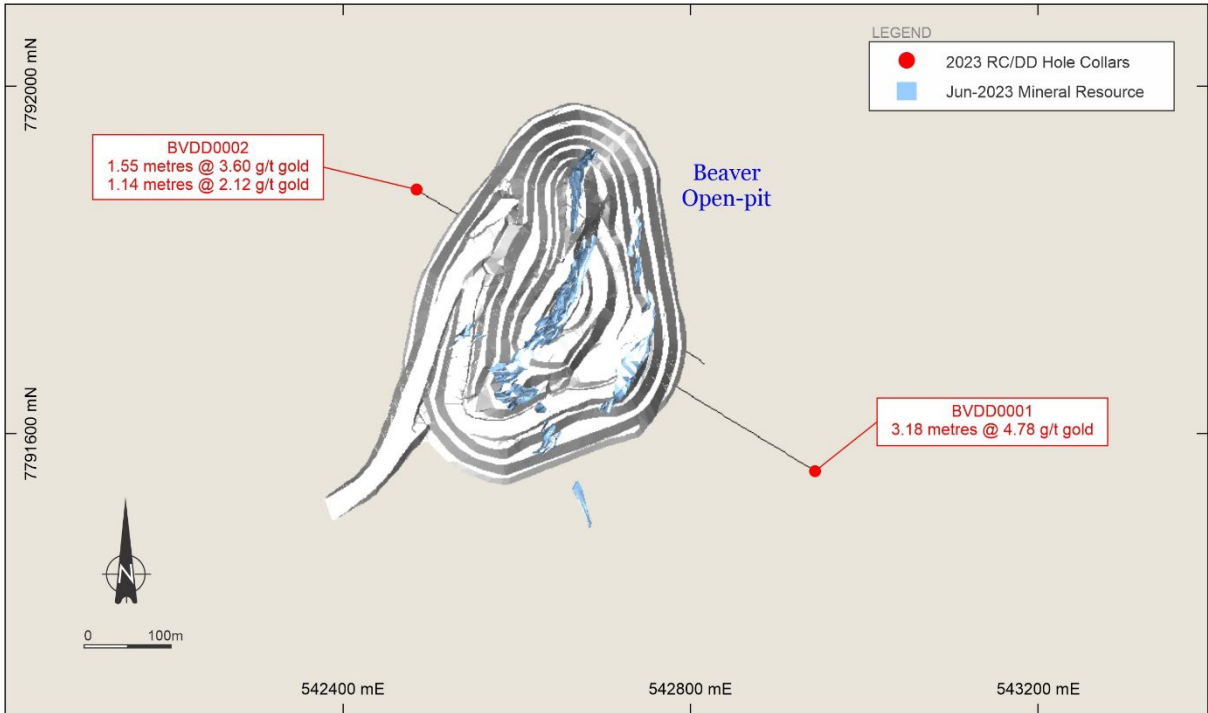 LEGEND
2023 RC/DD Hole Collars
Jun-2023 Mineral Resource
7792000 mN
BVDD0002
1.55 metres @ 3.60 g/t gold
1.14 metres @ 2.12 g/t gold
Beaver
Open-pit
BVDD0001
3.18 metres @ 4.78 g/t gold
7791600 mN
N
0 100m
542400 mE
542800 mE
543200 mE